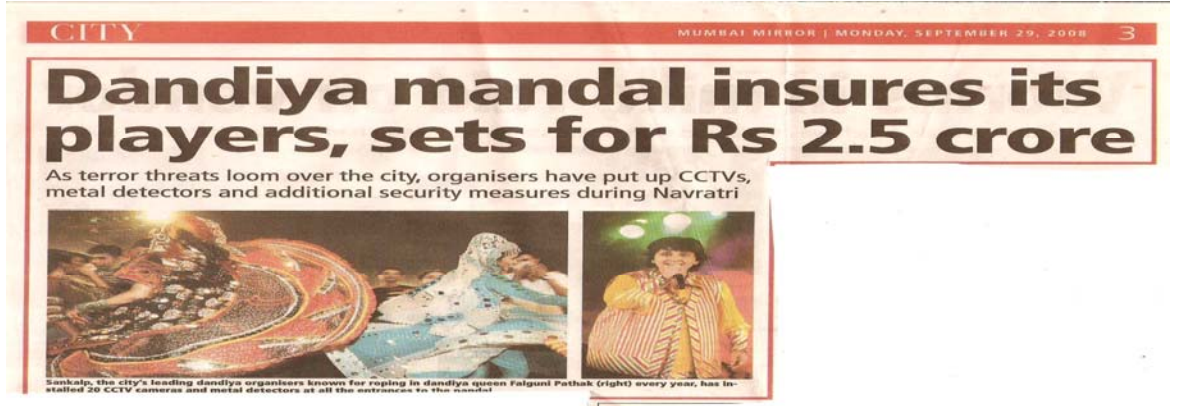 CITY
MUMBAI MIRROR | MONDAY, SEPTEMBER 29, 2008 3
Dandiya mandal insures its
players, sets for Rs 2.5 crore
As terror threats loom over the city, organisers have put up CCTVs,
metal detectors and additional security measures during Navratri
Sankalp, the city's leading dandiya organisers known for roping in dandiya queen Falguni Pathak (right) every year, has in-
stalled 20 CCTV cameras and metal detectors at all the entrances to the pandal